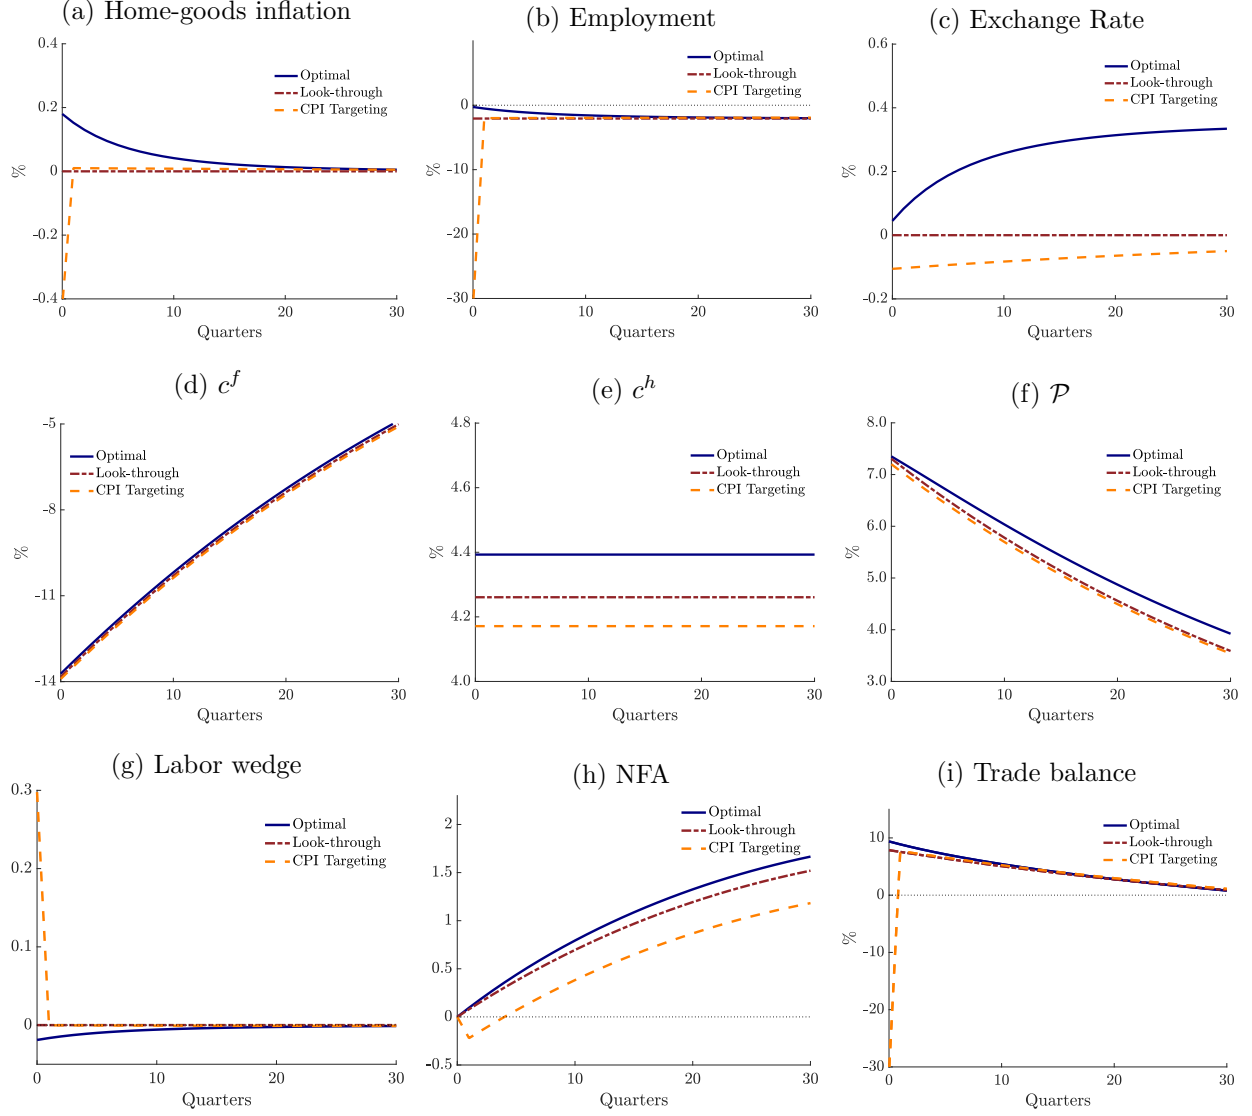 (a) Home-goods inflation
0.4
0.2
0
-0.2
-0.4
%
Optimal
Look-through
CPI Targeting
0
10
20
30
Quarters
(b) Employment
0
-10
-20
-30
%
Optimal
Look-through
CPI Targeting
0
10
20
30
Quarters
(c) Exchange Rate
0.6
0.4
0.2
0
-0.2
%
Optimal
Look-through
CPI Targeting
0
10
20
30
Quarters
(d) c^f
-5
-8
-11
-14
%
Optimal
Look-through
CPI Targeting
0
10
20
30
Quarters
(e) c^h
4.8
4.6
4.4
4.2
4.0
%
Optimal
Look-through
CPI Targeting
0
10
20
30
Quarters
(f) 𝒫
8.0
7.0
6.0
5.0
4.0
3.0
%
Optimal
Look-through
CPI Targeting
0
10
20
30
Quarters
(g) Labor wedge
0.3
0.2
0.1
0
Optimal
Look-through
CPI Targeting
0
10
20
30
Quarters
(h) NFA
2
1.5
1
0.5
0
-0.5
Optimal
Look-through
CPI Targeting
0
10
20
30
Quarters
(i) Trade balance
10
0
-10
-20
-30
%
Optimal
Look-through
CPI Targeting
0
10
20
30
Quarters